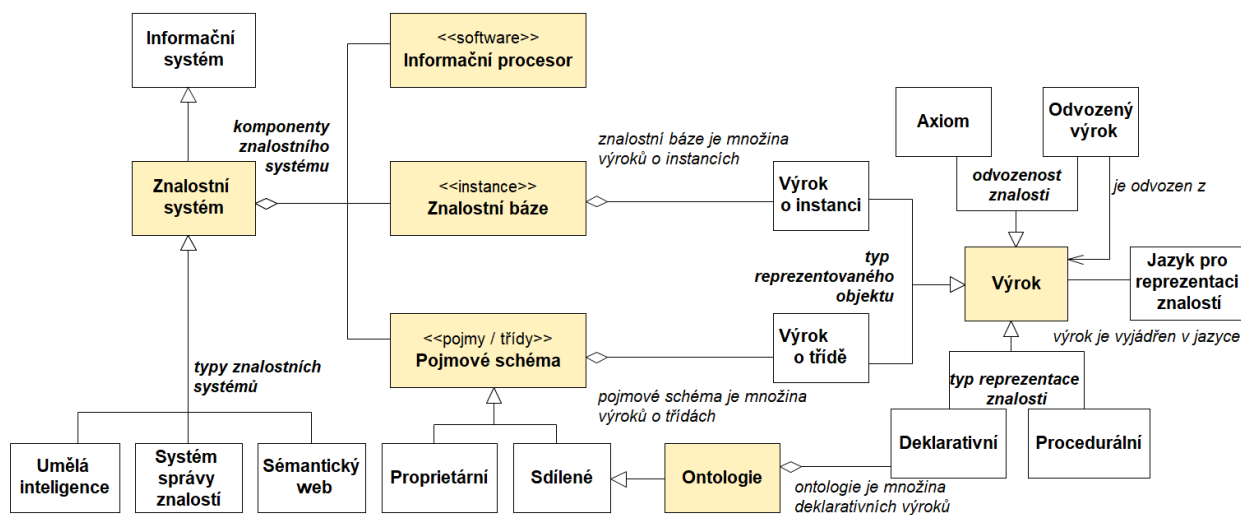 Informační
systém
<<software>>
Informační procesor
komponenty
znalostního
systému
Znalostní
systém
<<instance>>
Znalostní báze
znalostní báze je množina
výroků o instancích
Výrok
o instanci
Axiom
Odvozený
výrok
odvozenost
znalosti
je odvozen z
typ
reprezentovaného
objektu
Výrok
Jazyk pro
reprezentaci
znalostí
výrok je vyjádřen v jazyce
<<pojmy / třídy>>
Pojmové schéma
Výrok
o třídě
typy znalostních
systémů
pojmové schéma je množina
výroků o třídách
typ reprezentace
znalosti
Umělá
inteligence
Systém
správy
znalostí
Sémantický
web
Proprietární
Sdílené
Ontologie
Deklarativní
Procedurální
ontologie je množina
deklarativních výroků